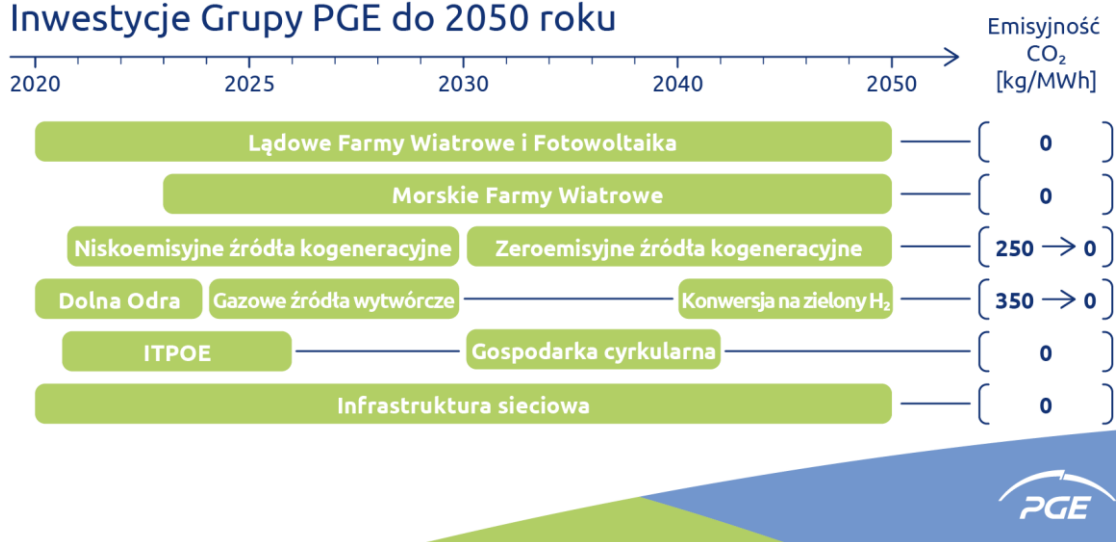 Inwestycje Grupy PGE do 2050 roku
Emisyjność
CO₂
[kg/MWh]
2020 2025 2030 2040 2050
Lądowe Farmy Wiatrowe i Fotowoltaika 0
Morskie Farmy Wiatrowe 0
Niskoemisyjne źródła kogeneracyjne Zeroemisyjne źródła kogeneracyjne 250 → 0
Dolna Odra Gazowe źródła wytwórcze Konwersja na zielony H₂ 350 → 0
ITPOE Gospodarka cyrkularna 0
Infrastruktura sieciowa 0
PGE